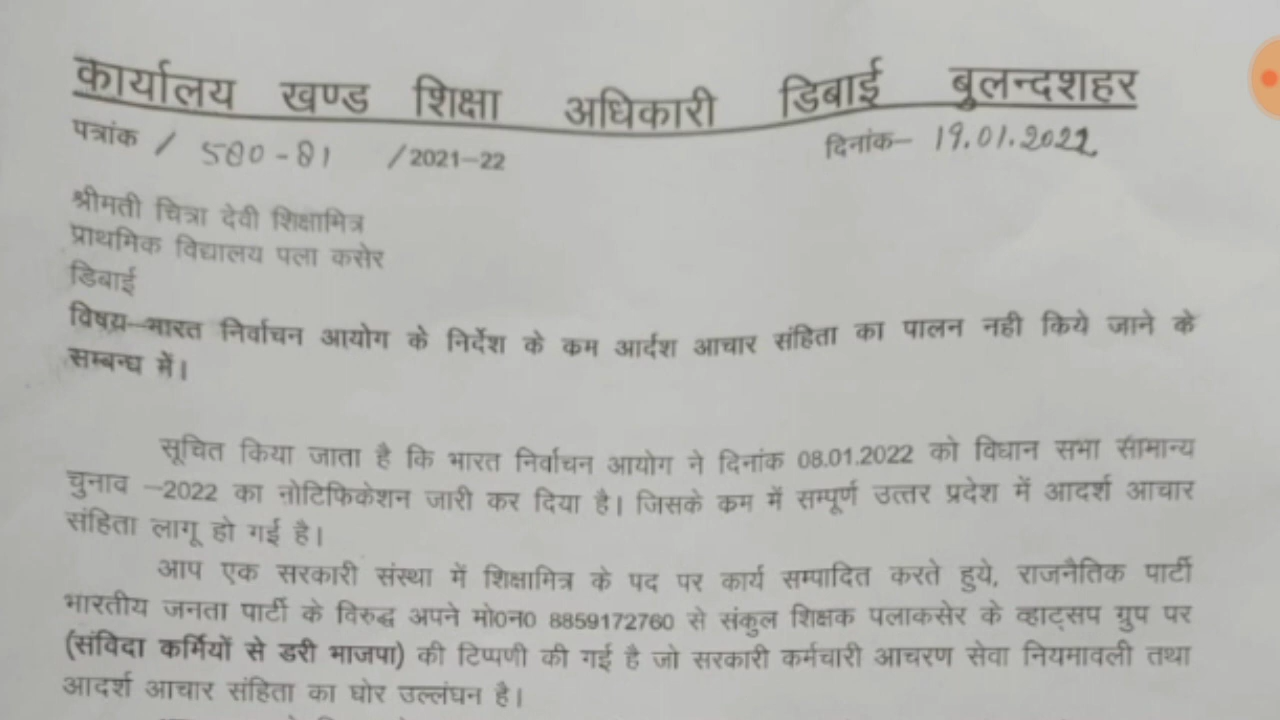 कार्यालय खण्ड शिक्षा अधिकारी डिबाई बुलन्दशहर
पत्रांक / 580-81 /2021-22 दिनांक- 19.01.2022
श्रीमती चित्रा देवी शिक्षामित्र
प्राथमिक विद्यालय पला कसेर
डिबाई
विषय-भारत निर्वाचन आयोग के निर्देश के कम आर्दश आचार संहिता का पालन नही किये जाने के
सम्बन्ध में।
सूचित किया जाता है कि भारत निर्वाचन आयोग ने दिनांक 08.01.2022 को विधान सभा सामान्य
चुनाव -2022 का नोटिफिकेशन जारी कर दिया है। जिसके कम में सम्पूर्ण उत्तर प्रदेश में आदर्श आचार
संहिता लागू हो गई है।
आप एक सरकारी संस्था में शिक्षामित्र के पद पर कार्य सम्पादित करते हुये, राजनैतिक पार्टी
भारतीय जनता पार्टी के विरुद्ध अपने मो0न0 8859172760 से संकुल शिक्षक पलाकसेर के व्हाट्सप ग्रुप पर
(संविदा कर्मियों से डरी भाजपा) की टिप्पणी की गई है जो सरकारी कर्मचारी आचरण सेवा नियमावली तथा
आदर्श आचार संहिता का घोर उल्लंघन है।